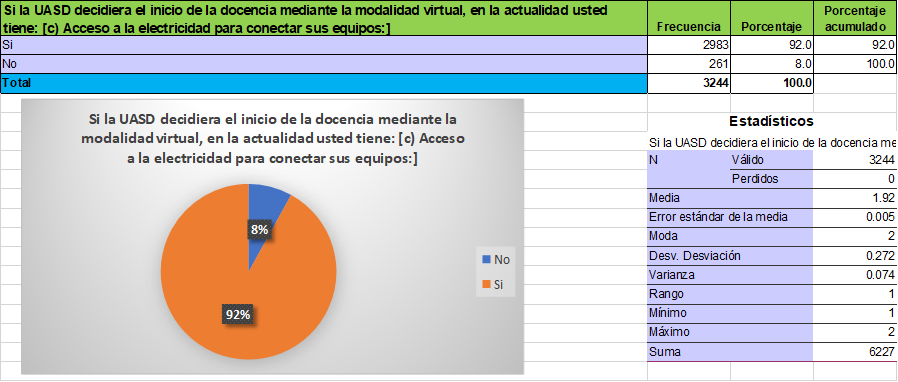 Si la UASD decidiera el inicio de la docencia mediante la modalidad virtual, en la actualidad usted
tiene: [c) Acceso a la electricidad para conectar sus equipos:]
Frecuencia Porcentaje Porcentaje acumulado
Si 2983 92.0 92.0
No 261 8.0 100.0
Total 3244 100.0
Si la UASD decidiera el inicio de la docencia mediante la
modalidad virtual, en la actualidad usted tiene: [c) Acceso
a la electricidad para conectar sus equipos:]
8%
92%
No
Si
Estadísticos
Si la UASD decidiera el inicio de la docencia me
N Válido 3244
Perdidos 0
Media 1.92
Error estándar de la media 0.005
Moda 2
Desv. Desviación 0.272
Varianza 0.074
Rango 1
Mínimo 1
Máximo 2
Suma 6227